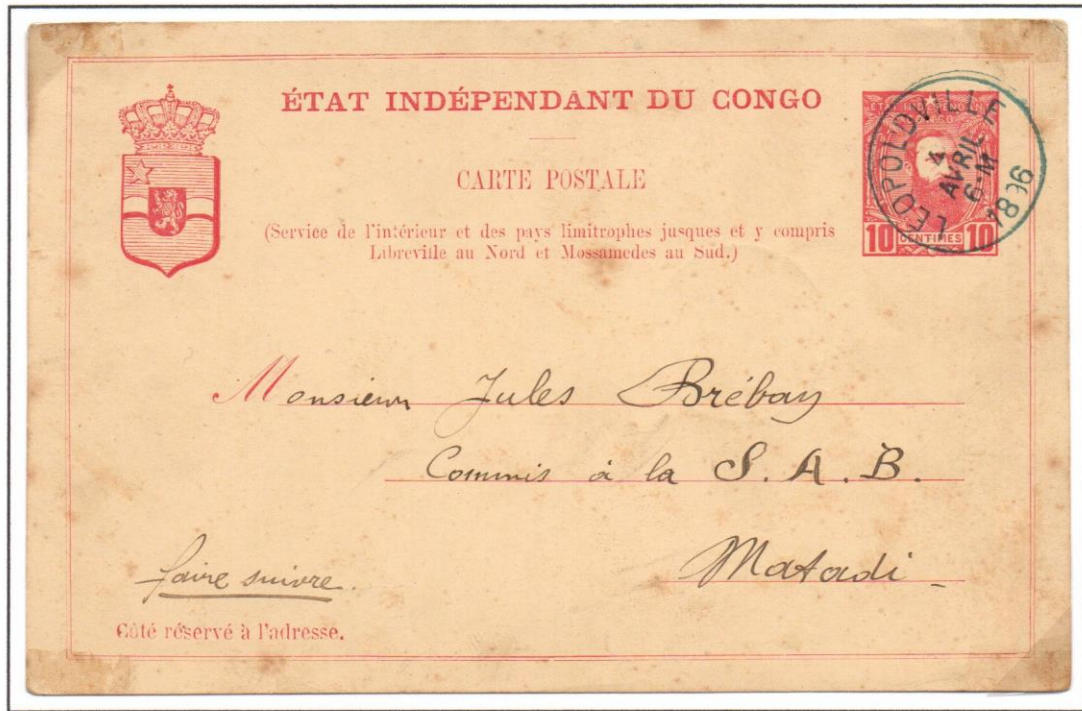 ÉTAT INDÉPENDANT DU CONGO
CARTE POSTALE
(Service de l'intérieur et des pays limitrophes jusques et y compris
Libreville au Nord et Mossamedes au Sud.)
ÉTAT INDÉPENDANT
10 CENTIMES 10
LEOPOLDVILLE
4
AVRIL
6-M
1896
Monsieur Jules Brébay
Commis à la S. A. B.
Matadi -
faire suivre.
Côté réservé à l'adresse.